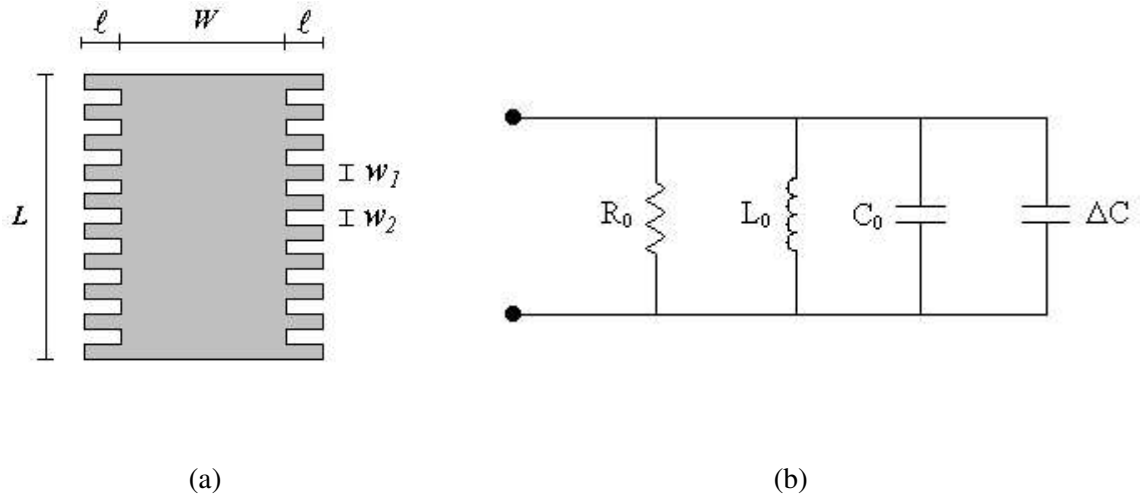 ℓ W ℓ
L
w₁
w₂
R₀ L₀ C₀ ΔC
(a) (b)